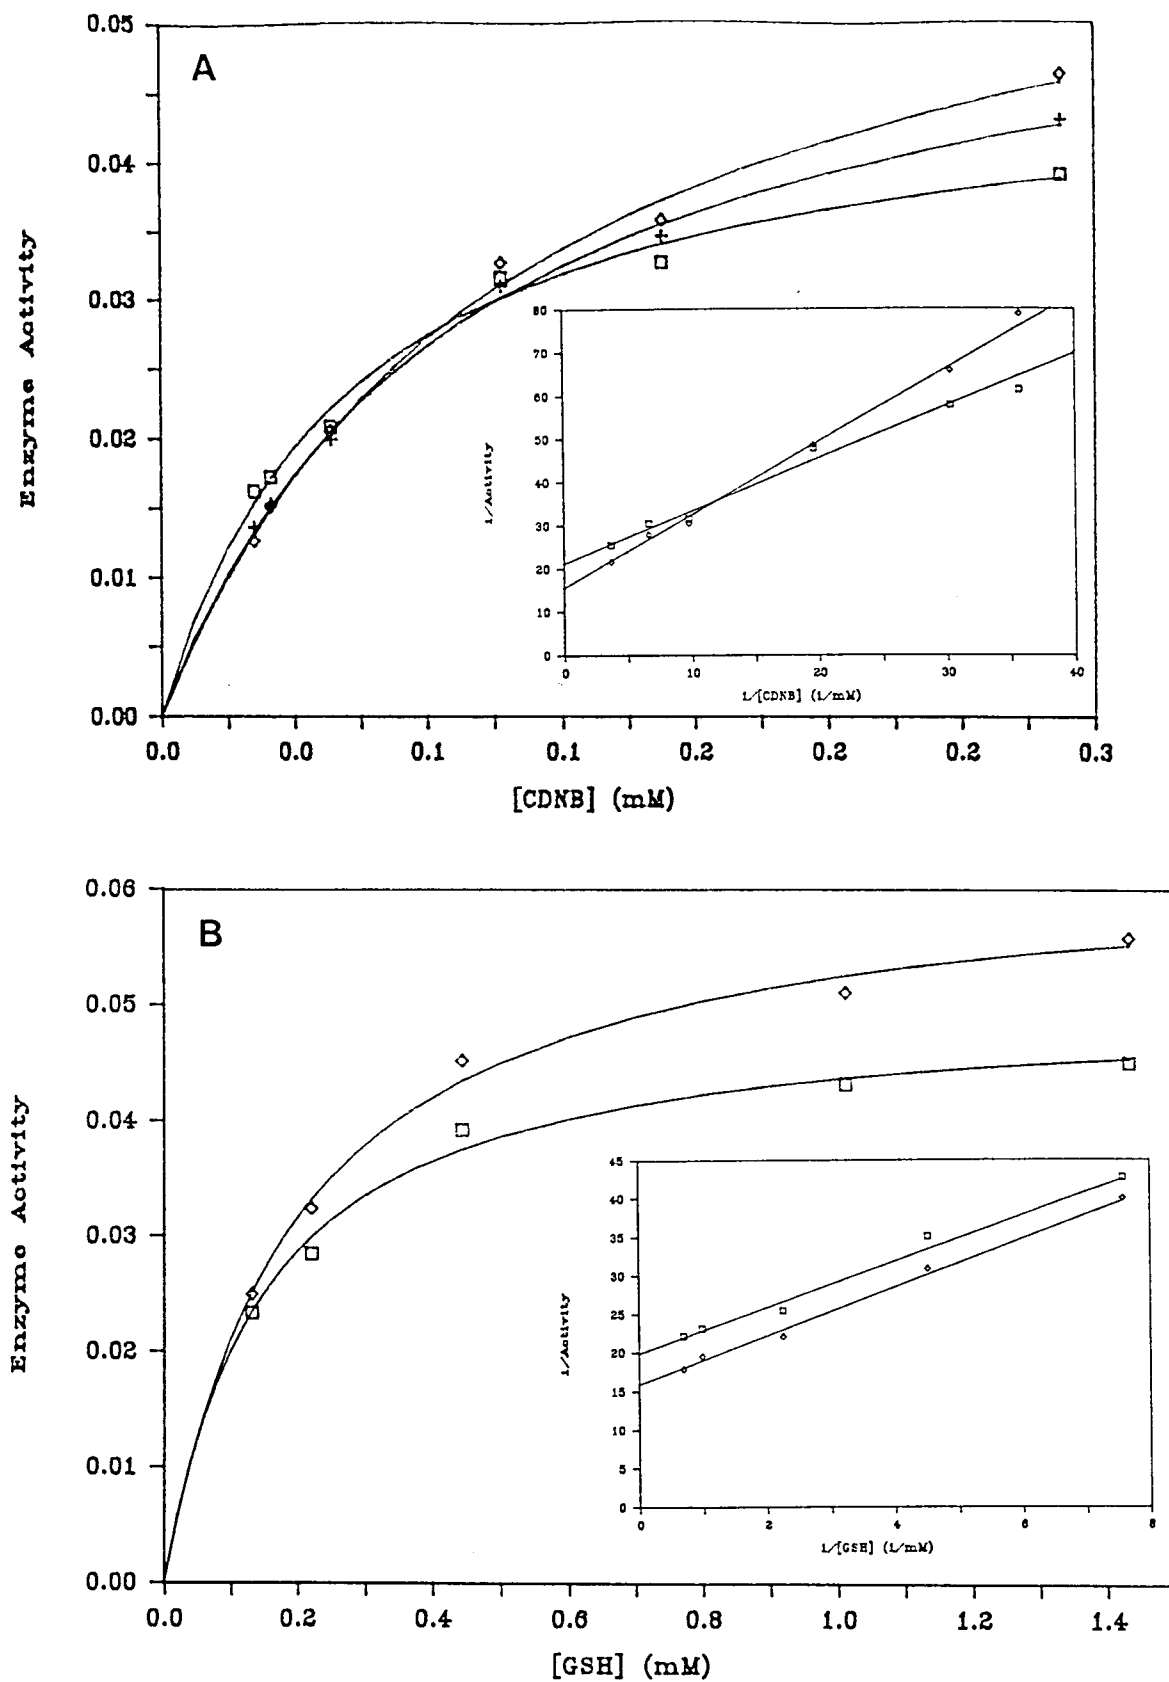 A
Enzyme Activity
0.05
0.04
0.03
0.02
0.01
0.00
0.0 0.0 0.1 0.1 0.2 0.2 0.2 0.3
[CDNB] (mM)
1/Activity
80
70
60
50
40
30
20
10
0
0 10 20 30 40
1/[CDNB] (1/mM)
B
Enzyme Activity
0.06
0.05
0.04
0.03
0.02
0.01
0.00
0.0 0.2 0.4 0.6 0.8 1.0 1.2 1.4
[GSH] (mM)
1/Activity
45
40
35
30
25
20
15
10
5
0
0 2 4 6 8
1/[GSH] (1/mM)